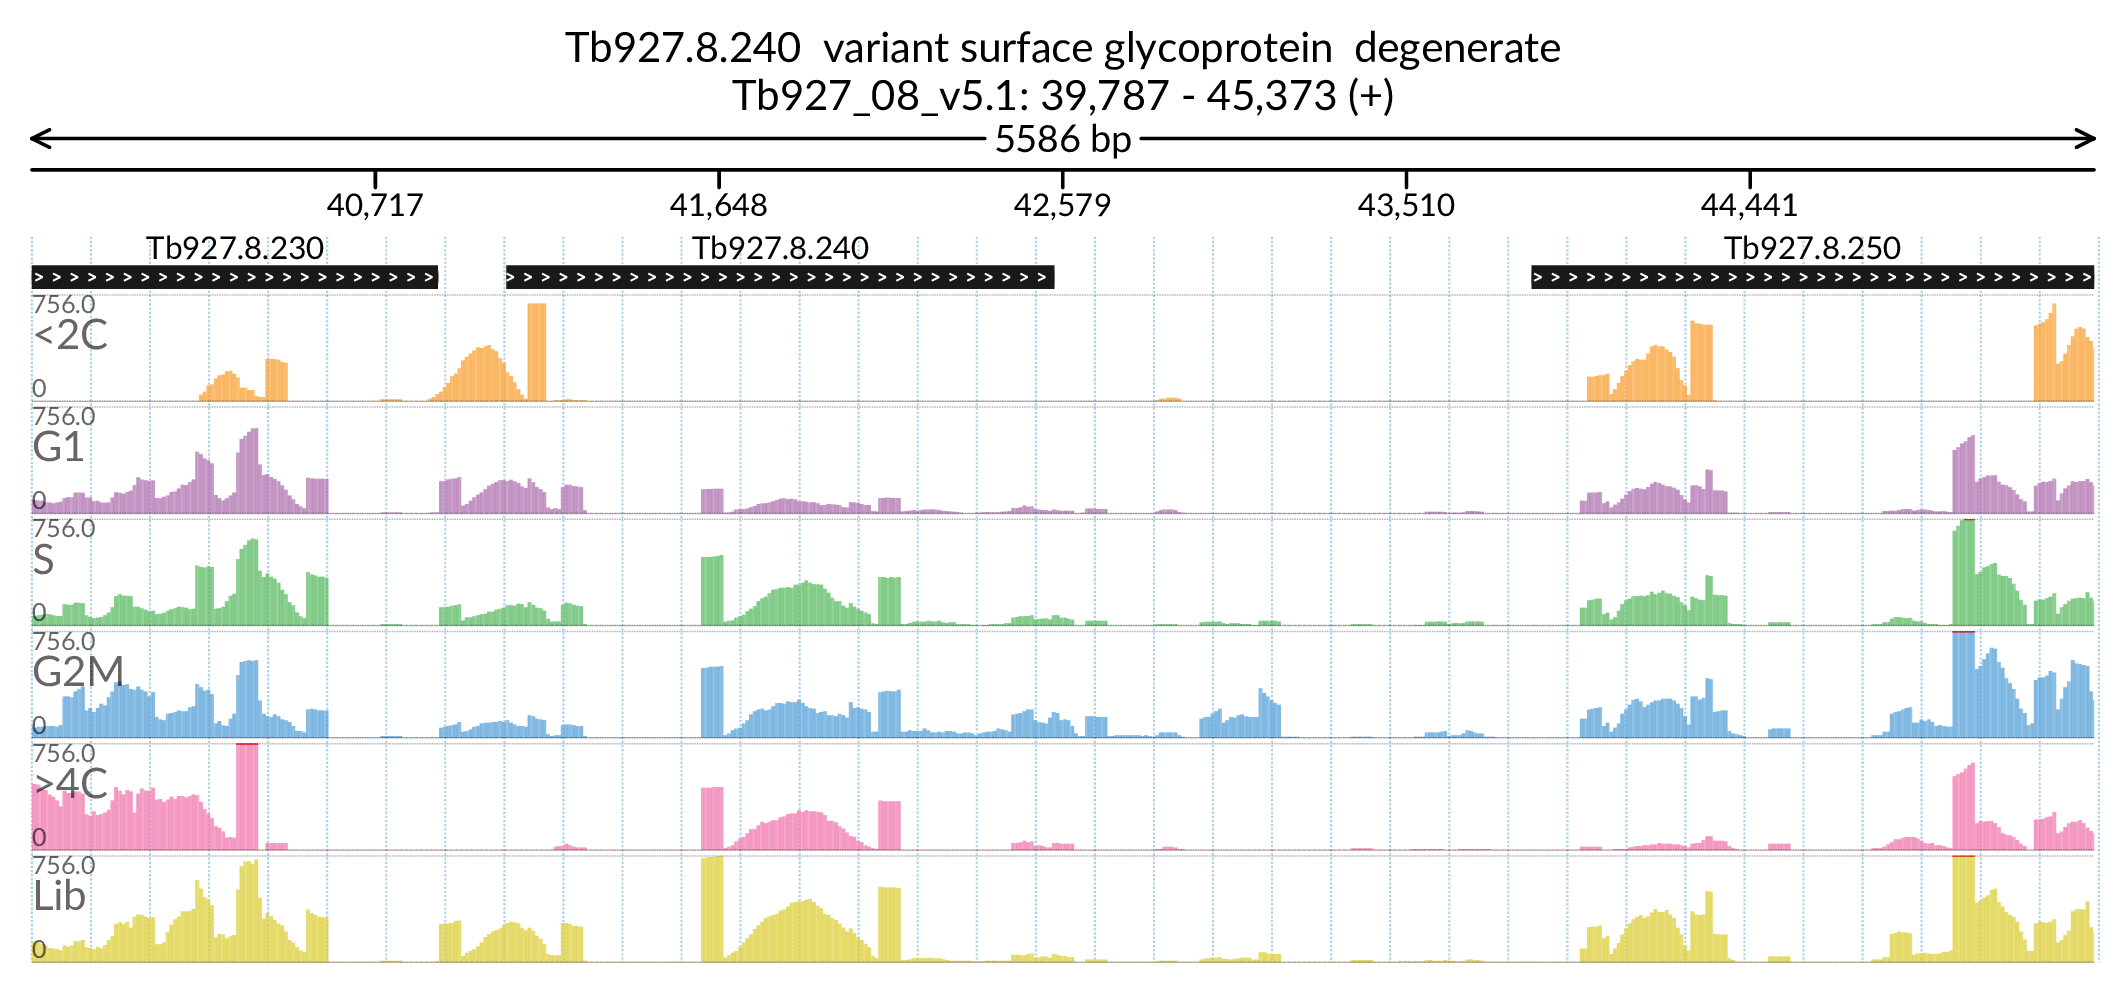 Tb927.8.240 variant surface glycoprotein degenerate
Tb927_08_v5.1: 39,787 - 45,373 (+)
5586 bp
40,717 41,648 42,579 43,510 44,441
Tb927.8.230 Tb927.8.240 Tb927.8.250
756.0
<2C
0
756.0
G1
0
756.0
S
0
756.0
G2M
0
756.0
>4C
0
756.0
Lib
0